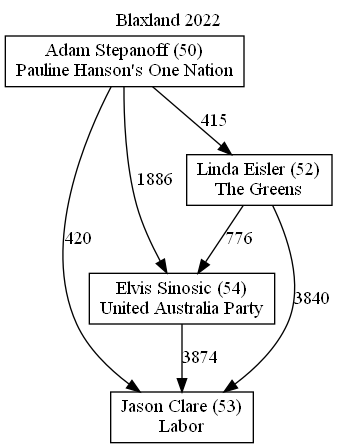 Blaxland 2022
Adam Stepanoff (50)
Pauline Hanson's One Nation
415
Linda Eisler (52)
The Greens
1886
420
776
Elvis Sinosic (54)
United Australia Party
3840
3874
Jason Clare (53)
Labor